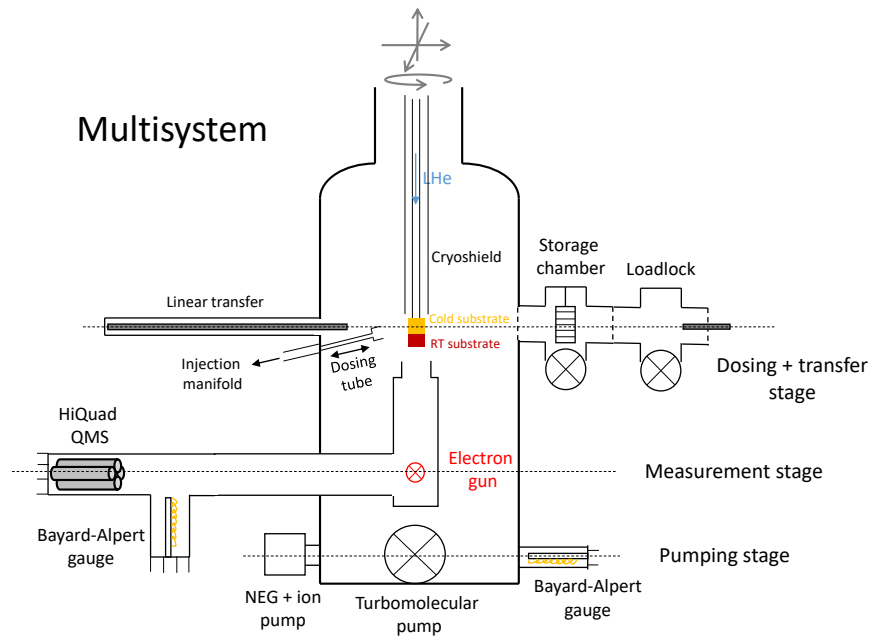 Multisystem
LHe
Cryoshield
Storage
chamber
Loadlock
Linear transfer
Cold substrate
RT substrate
Injection
manifold
Dosing
tube
Dosing + transfer
stage
HiQuad
QMS
Electron
gun
Measurement stage
Bayard-Alpert
gauge
Pumping stage
NEG + ion
pump
Turbomolecular
pump
Bayard-Alpert
gauge